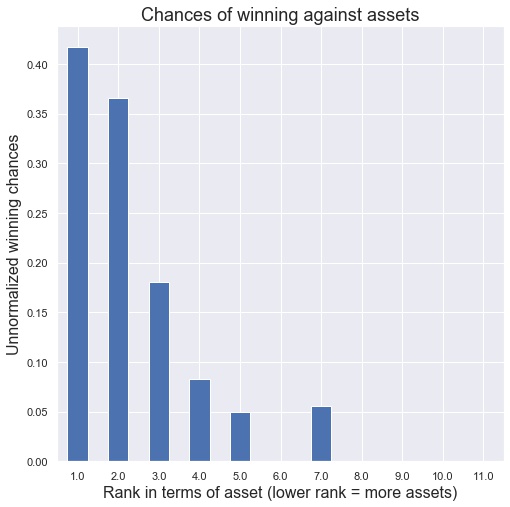 Chances of winning against assets
Unnormalized winning chances
0.40
0.35
0.30
0.25
0.20
0.15
0.10
0.05
0.00
1.0 2.0 3.0 4.0 5.0 6.0 7.0 8.0 9.0 10.0 11.0
Rank in terms of asset (lower rank = more assets)